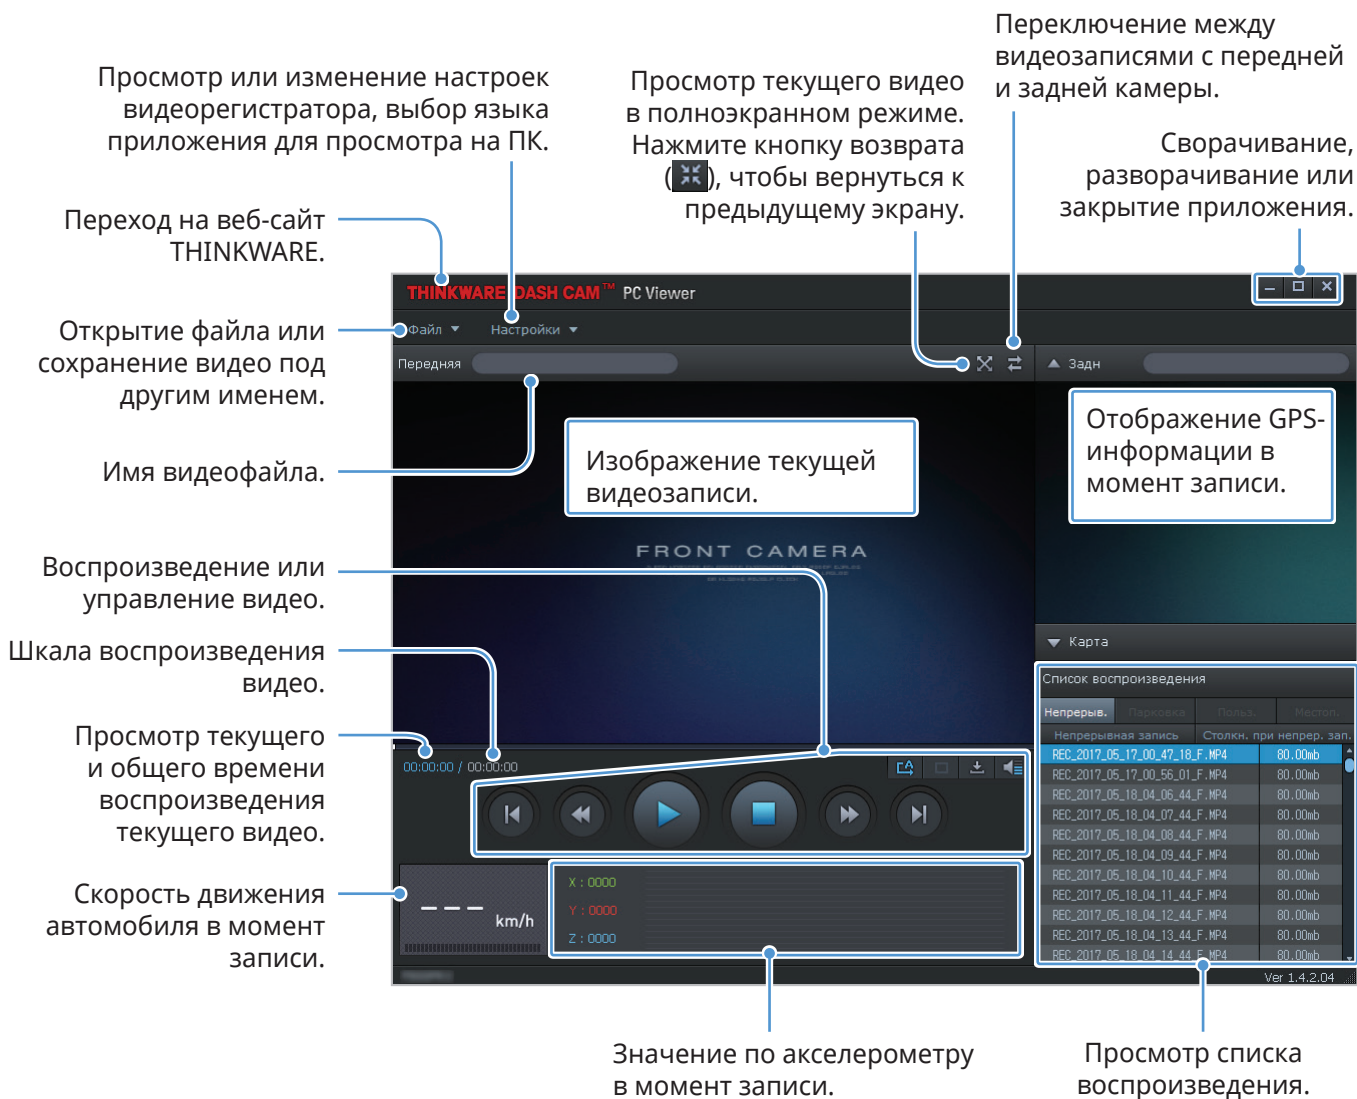 Переключение между
видеозаписями с передней
и задней камеры.
Просмотр или изменение настроек
видеорегистратора, выбор языка
приложения для просмотра на ПК.
Просмотр текущего видео
в полноэкранном режиме.
Нажмите кнопку возврата
( ), чтобы вернуться к
предыдущему экрану.
Сворачивание,
разворачивание или
закрытие приложения.
Переход на веб-сайт
THINKWARE.
THINKWARE DASH CAM™ PC Viewer
Открытие файла или
сохранение видео под
другим именем.
Файл Настройки
Передняя
Задн
Имя видеофайла.
Изображение текущей
видеозаписи.
Отображение GPS-
информации в
момент записи.
FRONT CAMERA
Воспроизведение или
управление видео.
Шкала воспроизведения
видео.
Карта
Список воспроизведения
Непрерыв. Парковка Польз. Местоп.
Непрерывная запись Столкн. при непрер. зап.
Просмотр текущего
и общего времени
воспроизведения
текущего видео.
00:00:00 / 00:00:00
REC_2017_05_17_00_47_18_F.MP4 80.00mb
REC_2017_05_17_00_56_01_F.MP4 80.00mb
REC_2017_05_18_04_06_44_F.MP4 80.00mb
REC_2017_05_18_04_07_44_F.MP4 80.00mb
REC_2017_05_18_04_08_44_F.MP4 80.00mb
REC_2017_05_18_04_09_44_F.MP4 80.00mb
REC_2017_05_18_04_10_44_F.MP4 80.00mb
REC_2017_05_18_04_11_44_F.MP4 80.00mb
REC_2017_05_18_04_12_44_F.MP4 80.00mb
REC_2017_05_18_04_13_44_F.MP4 80.00mb
REC_2017_05_18_04_14_44_F.MP4 80.00mb
Скорость движения
автомобиля в момент
записи.
--- km/h
X : 0000
Y : 0000
Z : 0000
Ver 1.4.2.04
Значение по акселерометру
в момент записи.
Просмотр списка
воспроизведения.